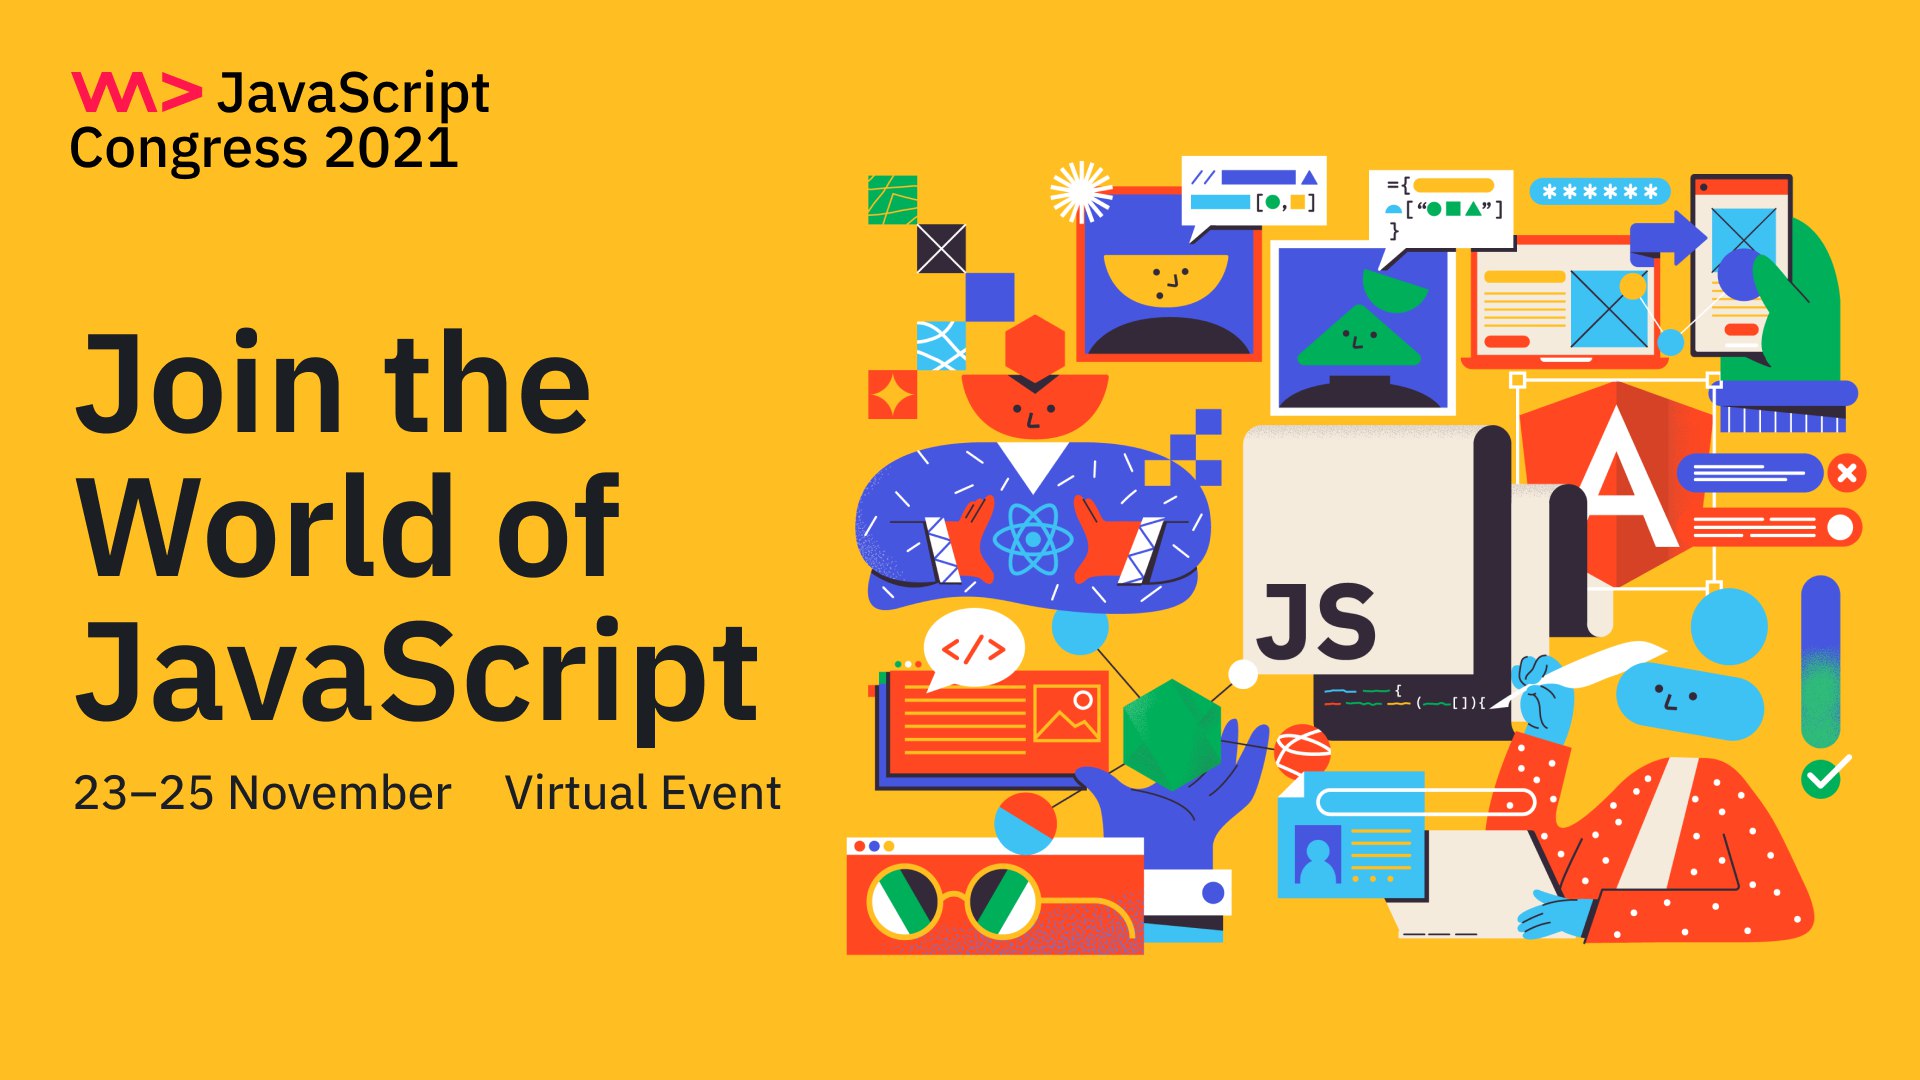 JavaScript
Congress 2021
Join the
World of
JavaScript
23–25 November Virtual Event
// [ , ]
={
[“ ”]
}
******
A
JS
{
([]){
</>